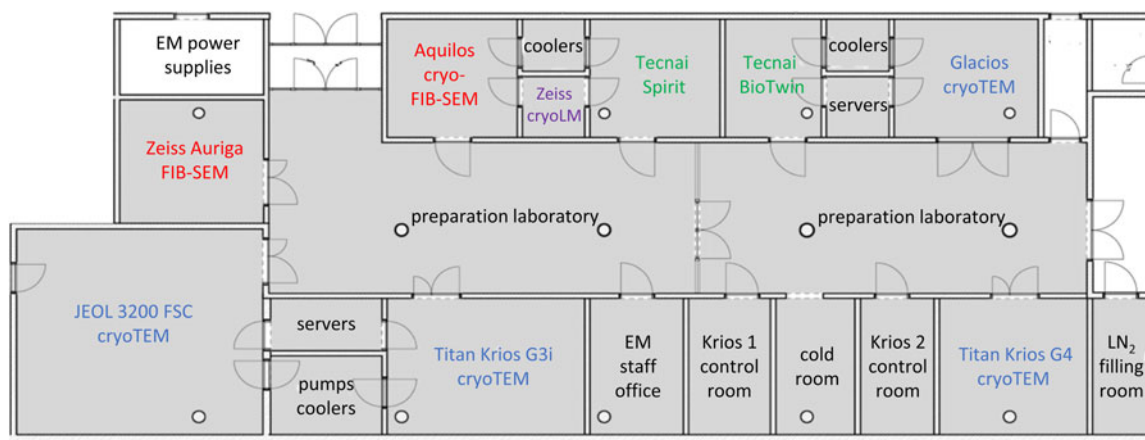 EM power
supplies
Aquilos
cryo-
FIB-SEM
coolers
Zeiss
cryoLM
Tecnai
Spirit
Tecnai
BioTwin
coolers
servers
Glacios
cryoTEM
Zeiss Auriga
FIB-SEM
preparation laboratory
preparation laboratory
JEOL 3200 FSC
cryoTEM
servers
pumps
coolers
Titan Krios G3i
cryoTEM
EM
staff
office
Krios 1
control
room
cold
room
Krios 2
control
room
Titan Krios G4
cryoTEM
LN₂
filling
room